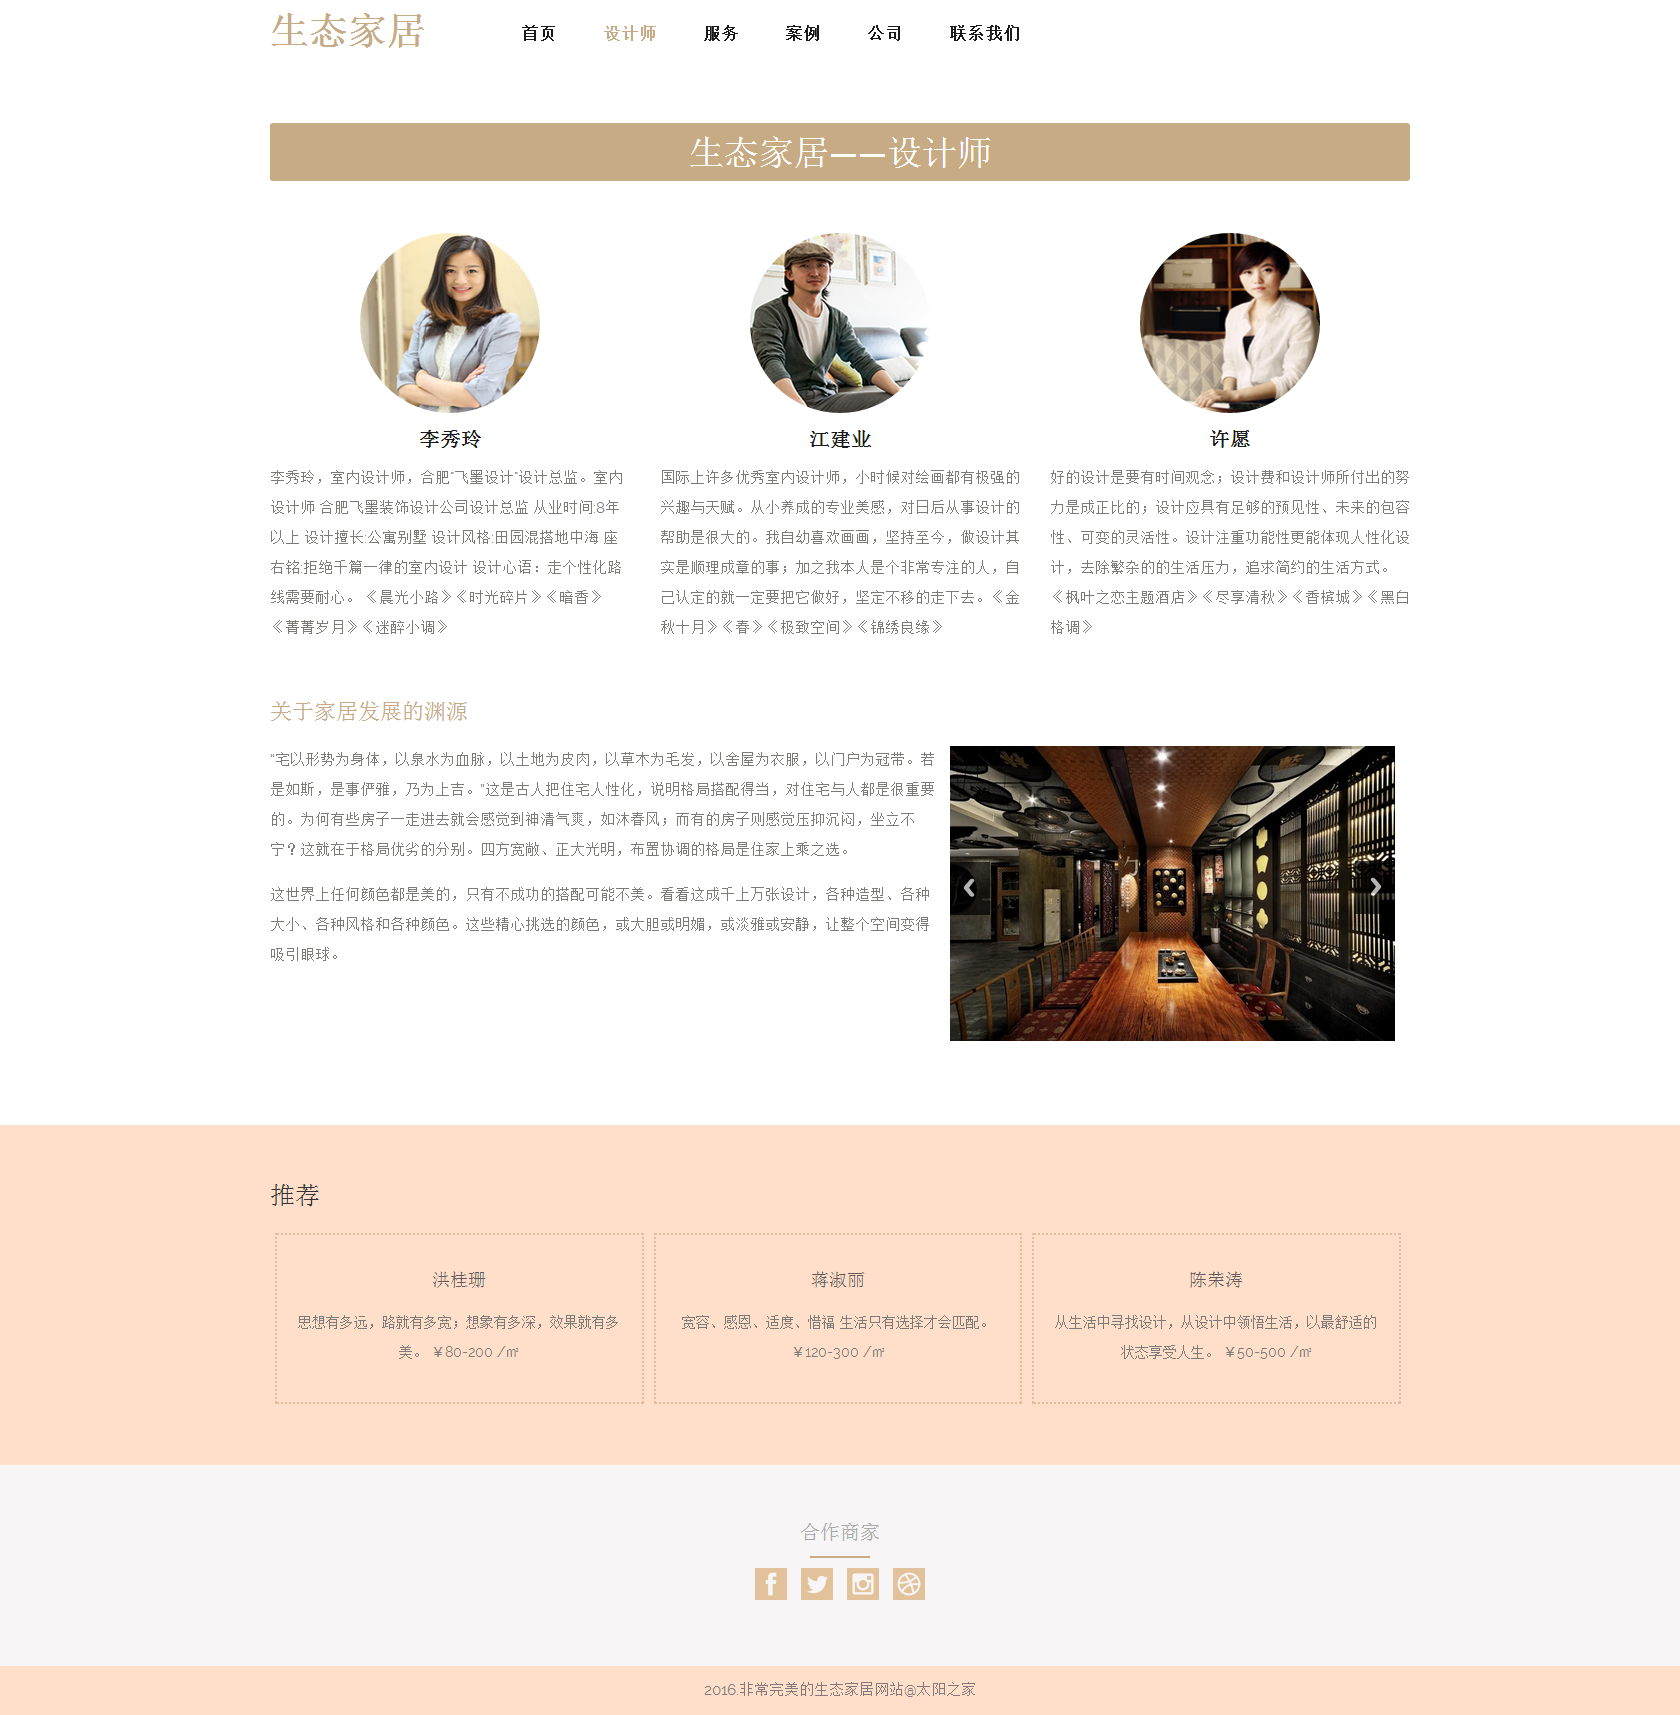 生态家居
首页 设计师 服务 案例 公司 联系我们
生态家居——设计师
李秀玲
李秀玲，室内设计师，合肥“飞墨设计”设计总监。室内
设计师 合肥飞墨装饰设计公司设计总监 从业时间:8年
以上 设计擅长:公寓别墅 设计风格:田园混搭地中海 座
右铭:拒绝千篇一律的室内设计 设计心语：走个性化路
线需要耐心。 《晨光小路》《时光碎片》《暗香》
《菁菁岁月》《迷醉小调》
江建业
国际上许多优秀室内设计师，小时候对绘画都有极强的
兴趣与天赋。从小养成的专业美感，对日后从事设计的
帮助是很大的。我自幼喜欢画画，坚持至今，做设计其
实是顺理成章的事；加之我本人是个非常专注的人，自
己认定的就一定要把它做好，坚定不移的走下去。《金
秋十月》《春》《极致空间》《锦绣良缘》
许愿
好的设计是要有时间观念；设计费和设计师所付出的努
力是成正比的；设计应具有足够的预见性、未来的包容
性、可变的灵活性。设计注重功能性更能体现人性化设
计，去除繁杂的的生活压力，追求简约的生活方式。
《枫叶之恋主题酒店》《尽享清秋》《香槟城》《黑白
格调》
关于家居发展的渊源
“宅以形势为身体，以泉水为血脉，以土地为皮肉，以草木为毛发，以舍屋为衣服，以门户为冠带。若
是如斯，是事俨雅，乃为上吉。”这是古人把住宅人性化，说明格局搭配得当，对住宅与人都是很重要
的。为何有些房子一走进去就会感觉到神清气爽，如沐春风；而有的房子则感觉压抑沉闷，坐立不
宁？这就在于格局优劣的分别。四方宽敞、正大光明，布置协调的格局是住家上乘之选。
这世界上任何颜色都是美的，只有不成功的搭配可能不美。看看这成千上万张设计，各种造型、各种
大小、各种风格和各种颜色。这些精心挑选的颜色，或大胆或明媚，或淡雅或安静，让整个空间变得
吸引眼球。
推荐
洪桂珊
思想有多远，路就有多宽；想象有多深，效果就有多
美。 ￥80-200 /㎡
蒋淑丽
宽容、感恩、适度、惜福 生活只有选择才会匹配。
￥120-300 /㎡
陈荣涛
从生活中寻找设计，从设计中领悟生活，以最舒适的
状态享受人生。 ￥50-500 /㎡
合作商家
2016.非常完美的生态家居网站@太阳之家